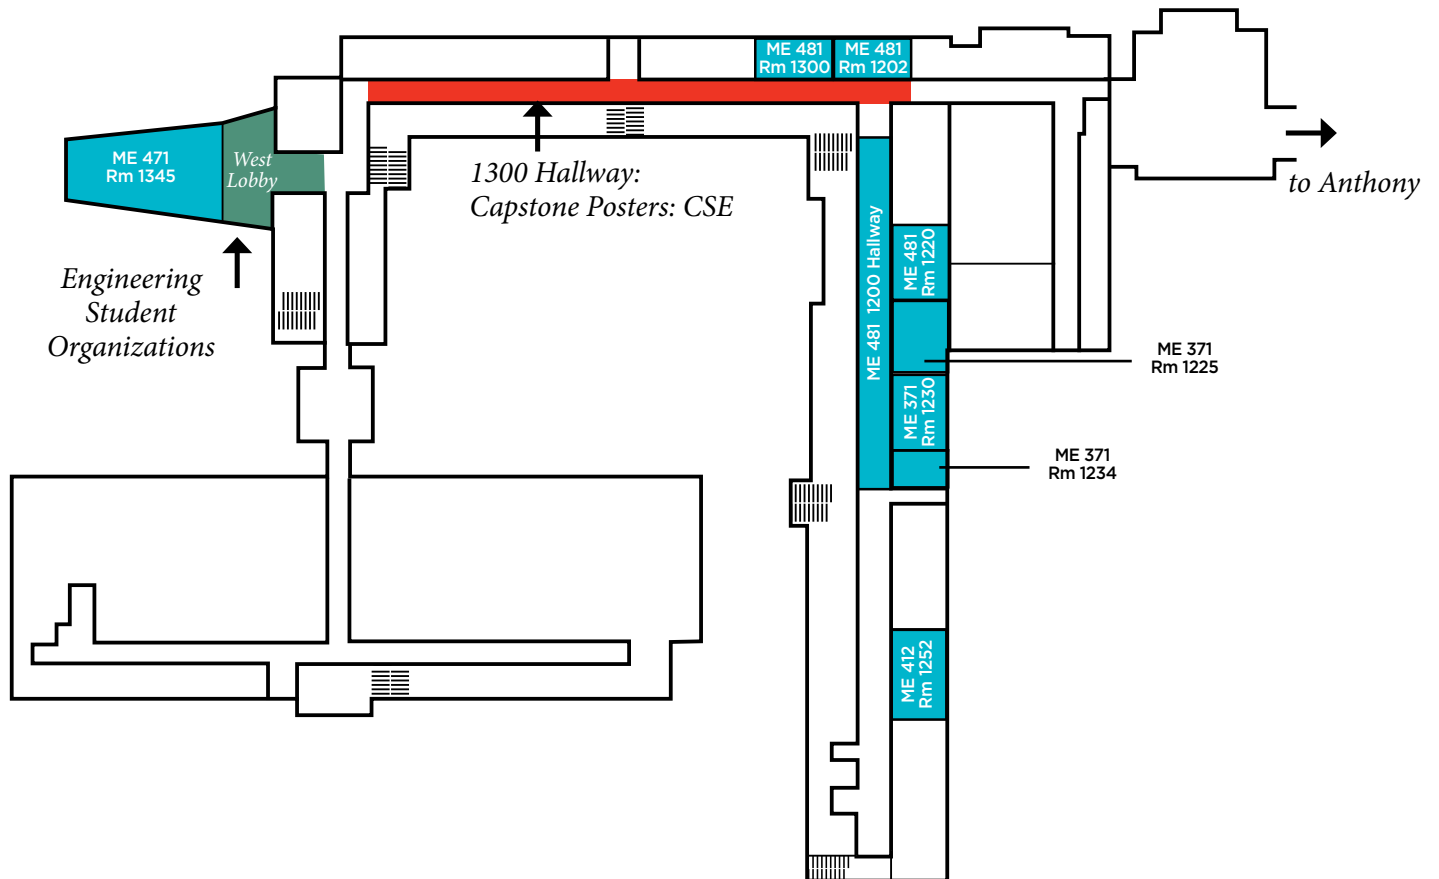 ME 481
Rm 1300
ME 481
Rm 1202
ME 471
Rm 1345
West
Lobby
1300 Hallway:
Capstone Posters: CSE
to Anthony
Engineering
Student
Organizations
ME 481 1200 Hallway
ME 481
Rm 1220
ME 371
Rm 1225
ME 371
Rm 1230
ME 371
Rm 1234
ME 412
Rm 1252